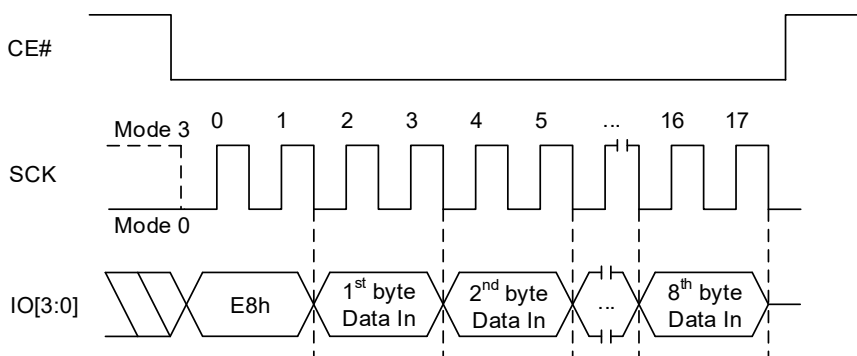 CE#
0 1 2 3 4 5 ... 16 17
Mode 3
SCK
Mode 0
IO[3:0]
E8h
1st byte
Data In
2nd byte
Data In
...
8th byte
Data In